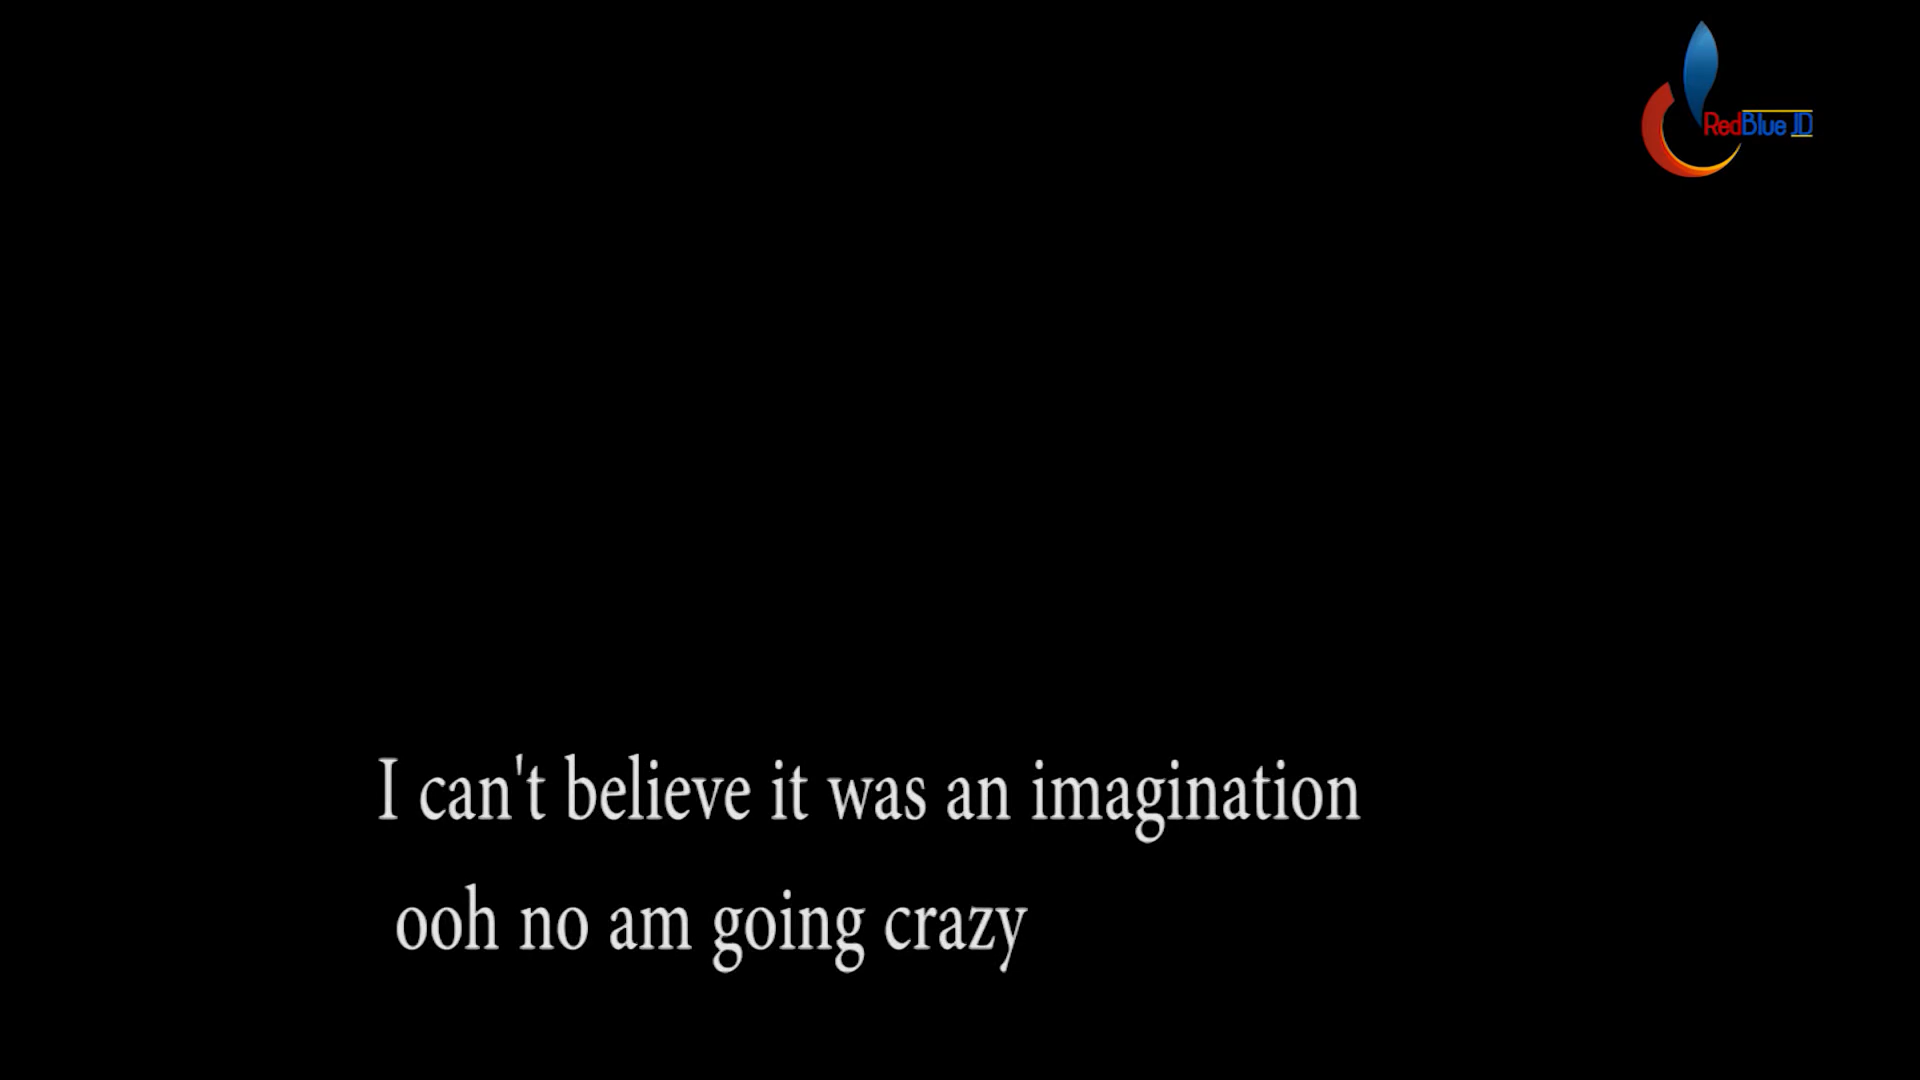 RedBlue JD
I can't believe it was an imagination
ooh no am going crazy